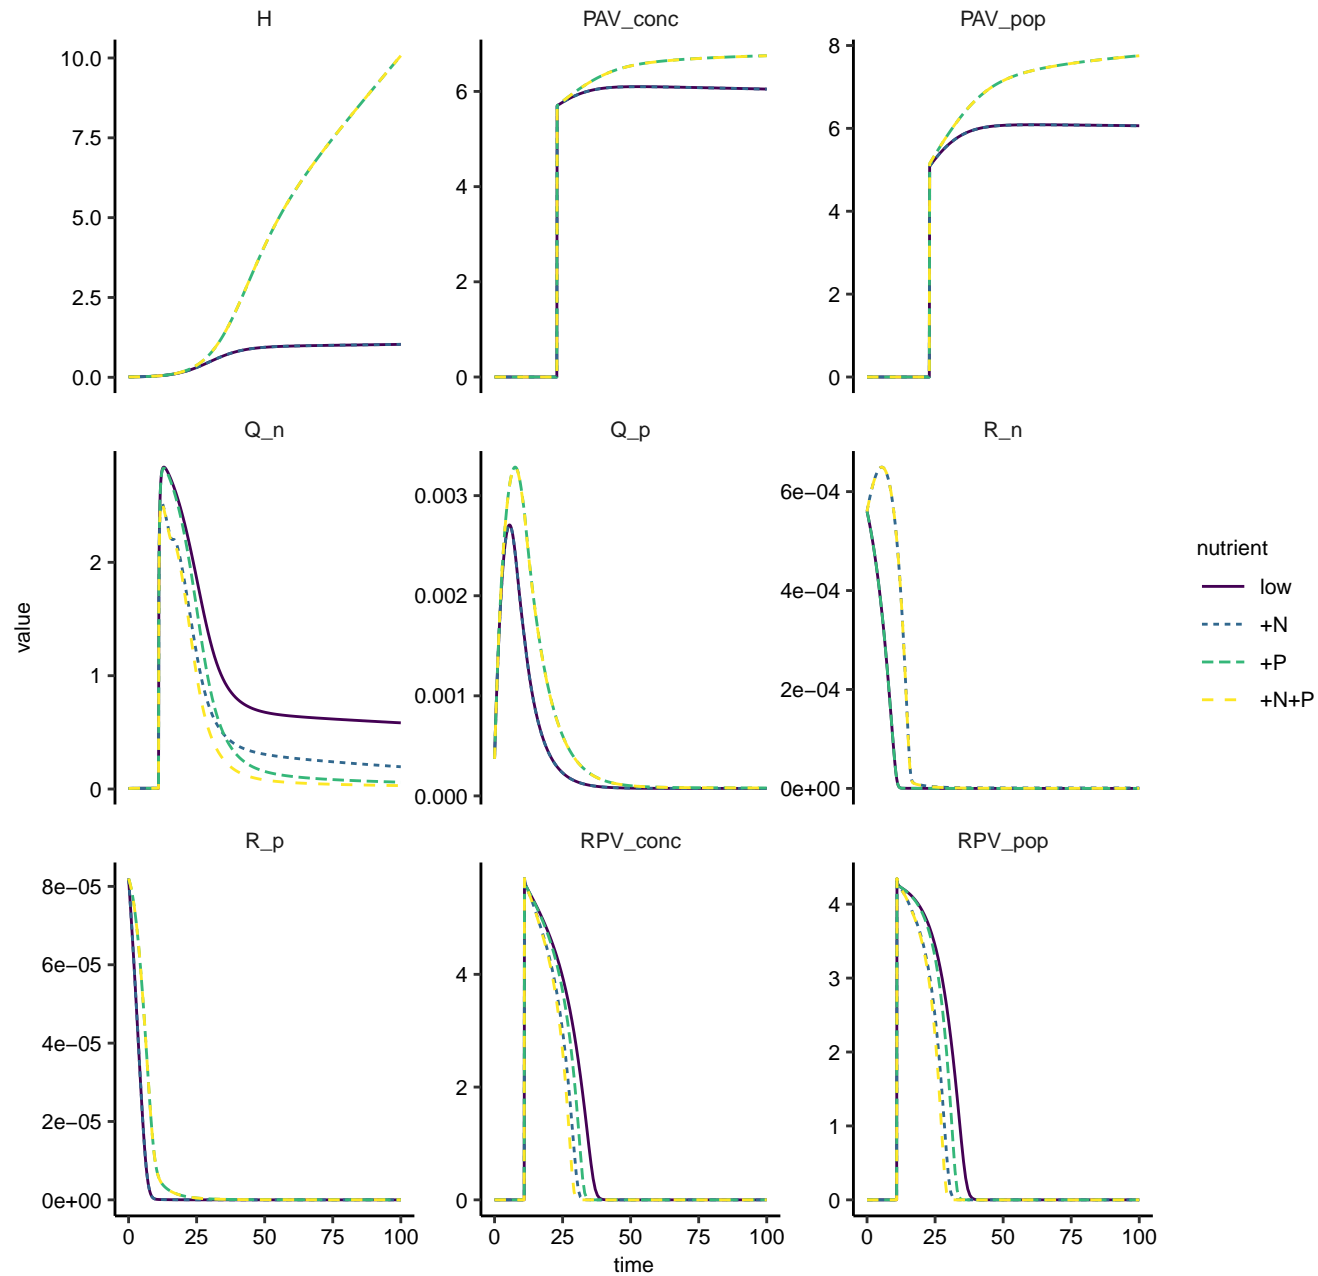 H
PAV_conc
PAV_pop
10.0
7.5
5.0
2.5
0.0
6
4
2
0
8
6
4
2
0
Q_n
Q_p
R_n
2
1
0
0.003
0.002
0.001
0.000
6e−04
4e−04
2e−04
0e+00
R_p
RPV_conc
RPV_pop
8e−05
6e−05
4e−05
2e−05
0e+00
4
2
0
4
3
2
1
0
0 25 50 75 100
0 25 50 75 100
0 25 50 75 100
time
value
nutrient
low
+N
+P
+N+P